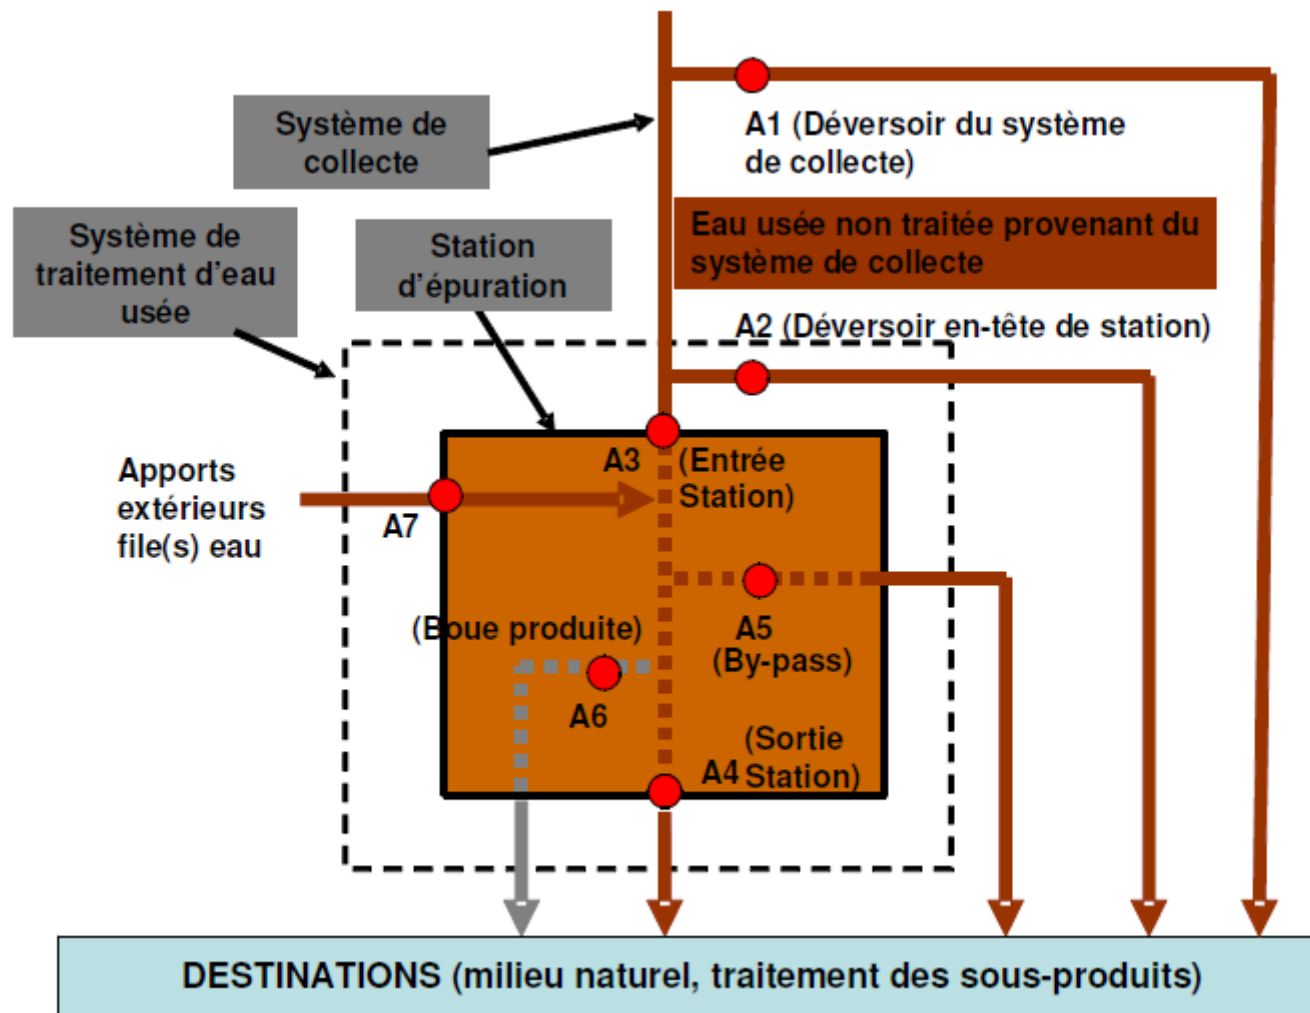 Système de
collecte
A1 (Déversoir du système
de collecte)
Système de
traitement d'eau
usée
Station
d'épuration
Eau usée non traitée provenant du
système de collecte
A2 (Déversoir en-tête de station)
Apports
extérieurs
file(s) eau
A7
A3
(Entrée
Station)
(Boue produite)
A6
A5
(By-pass)
A4
(Sortie
Station)
DESTINATIONS (milieu naturel, traitement des sous-produits)